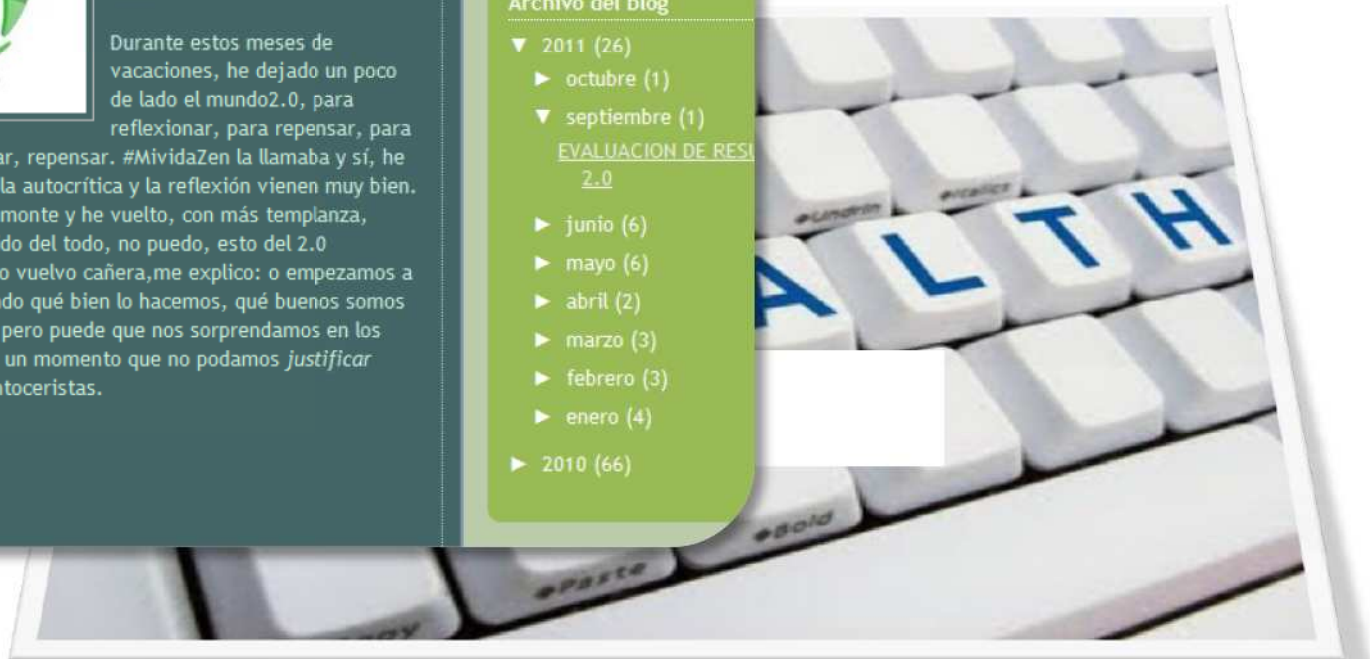 Durante estos meses de
vacaciones, he dejado un poco
de lado el mundo2.0, para
reflexionar, para repensar, para
ar, repensar. #MividaZen la llamaba y sí, he
la autocrítica y la reflexión vienen muy bien.
monte y he vuelto, con más templanza,
do del todo, no puedo, esto del 2.0
o vuelvo cañera,me explico: o empezamos a
do qué bien lo hacemos, qué buenos somos
pero puede que nos sorprendamos en los
un momento que no podamos justificar
ntoceristas.
Archivo del blog
▼ 2011 (26)
► octubre (1)
▼ septiembre (1)
EVALUACION DE RESU
2.0
► junio (6)
► mayo (6)
► abril (2)
► marzo (3)
► febrero (3)
► enero (4)
► 2010 (66)
Undrln
Italics
ALTH
Bold
Paste
Copy